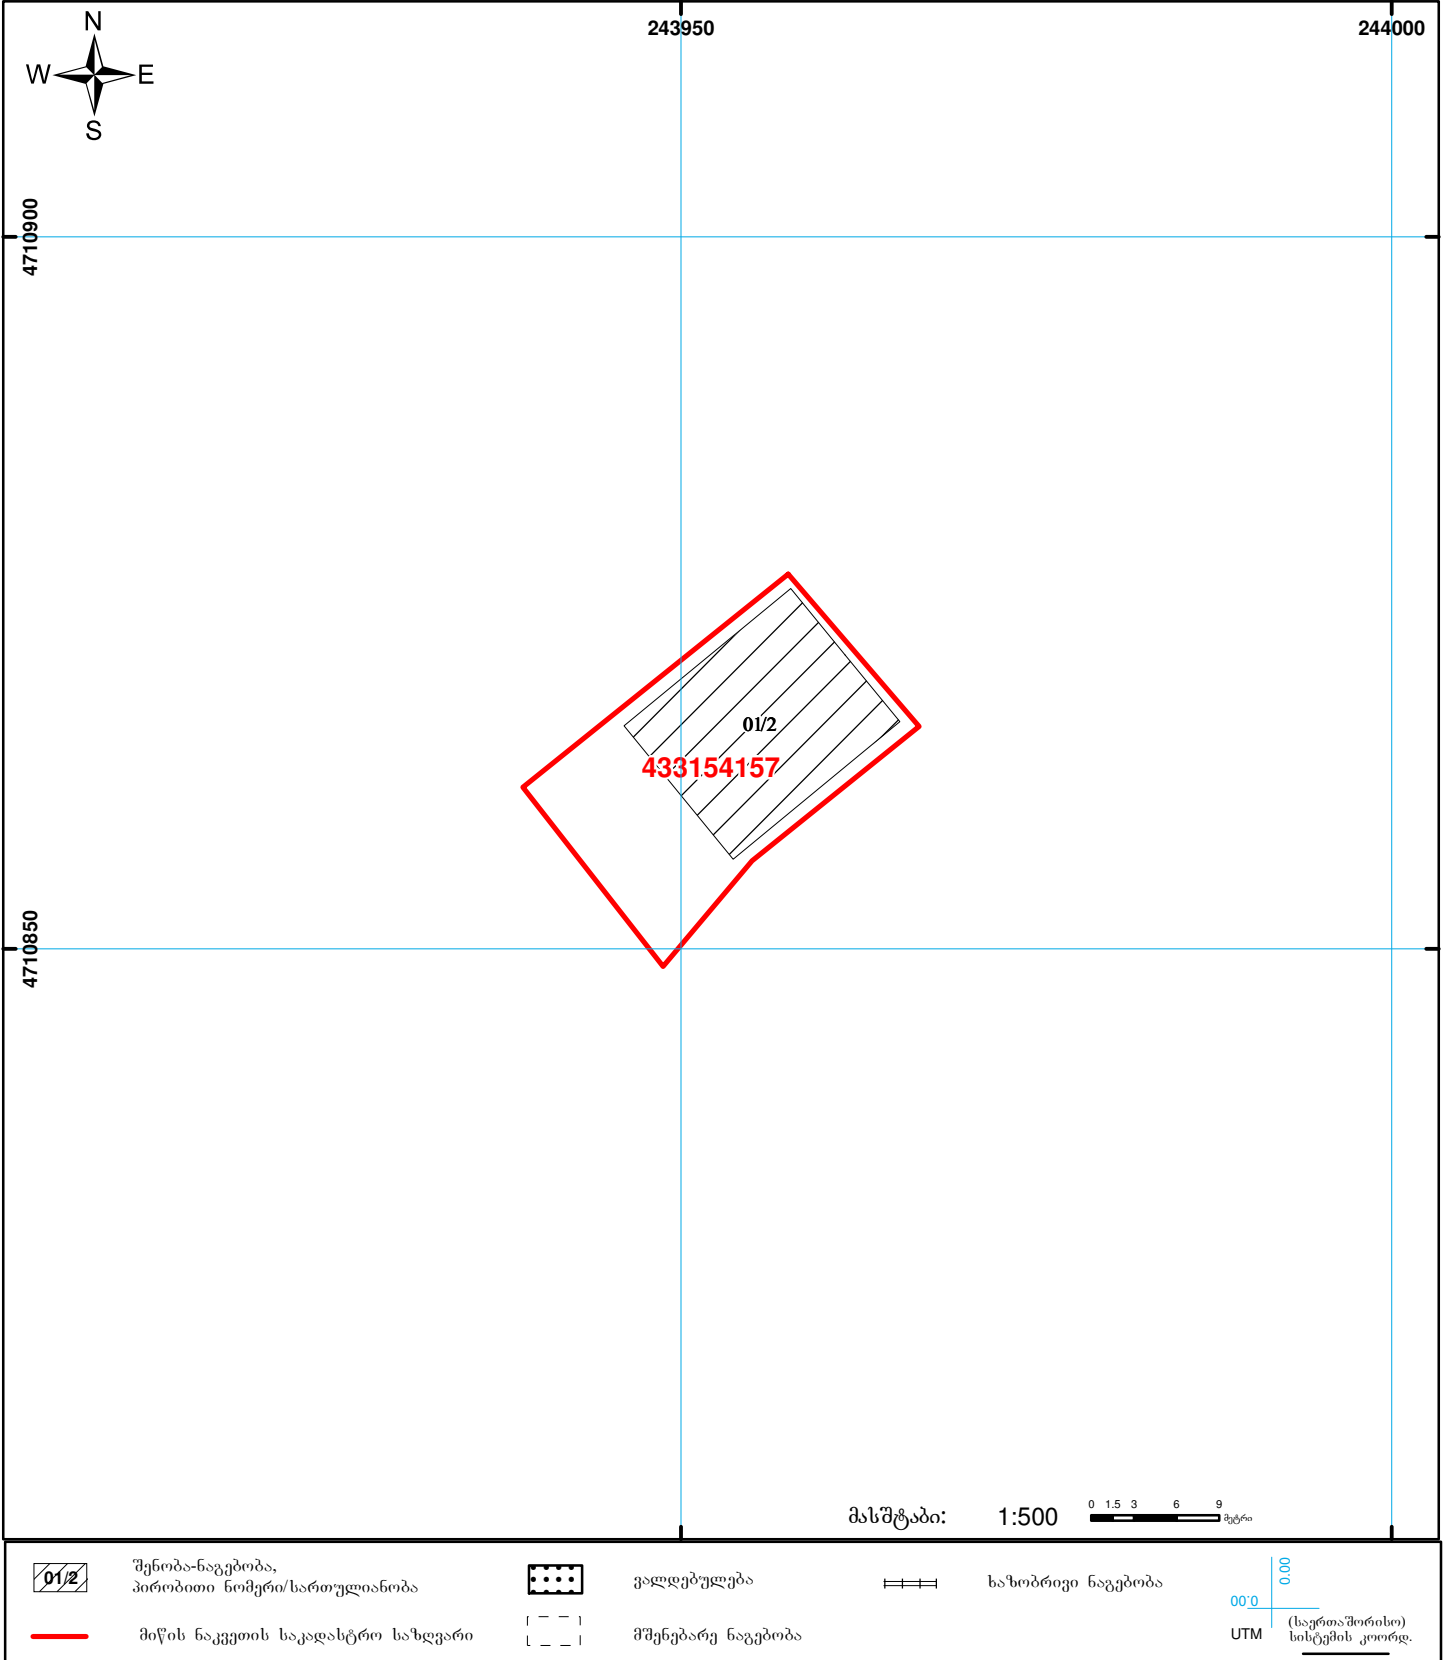 N
W E
S
243950
244000
4710900
4710850
01/2
433154157
მასშტაბი: 1:500
0 1.5 3 6 9
მეტრი
01/2
შენობა-ნაგებობა,
პირობითი ნომერი/სართულიანობა
ვალდებულება
ხაზობრივი ნაგებობა
მიწის ნაკვეთის საკადასტრო საზღვარი
მშენებარე ნაგებობა
0.00
00.0
UTM
(საერთაშორისო)
სისტემის კოორდ.